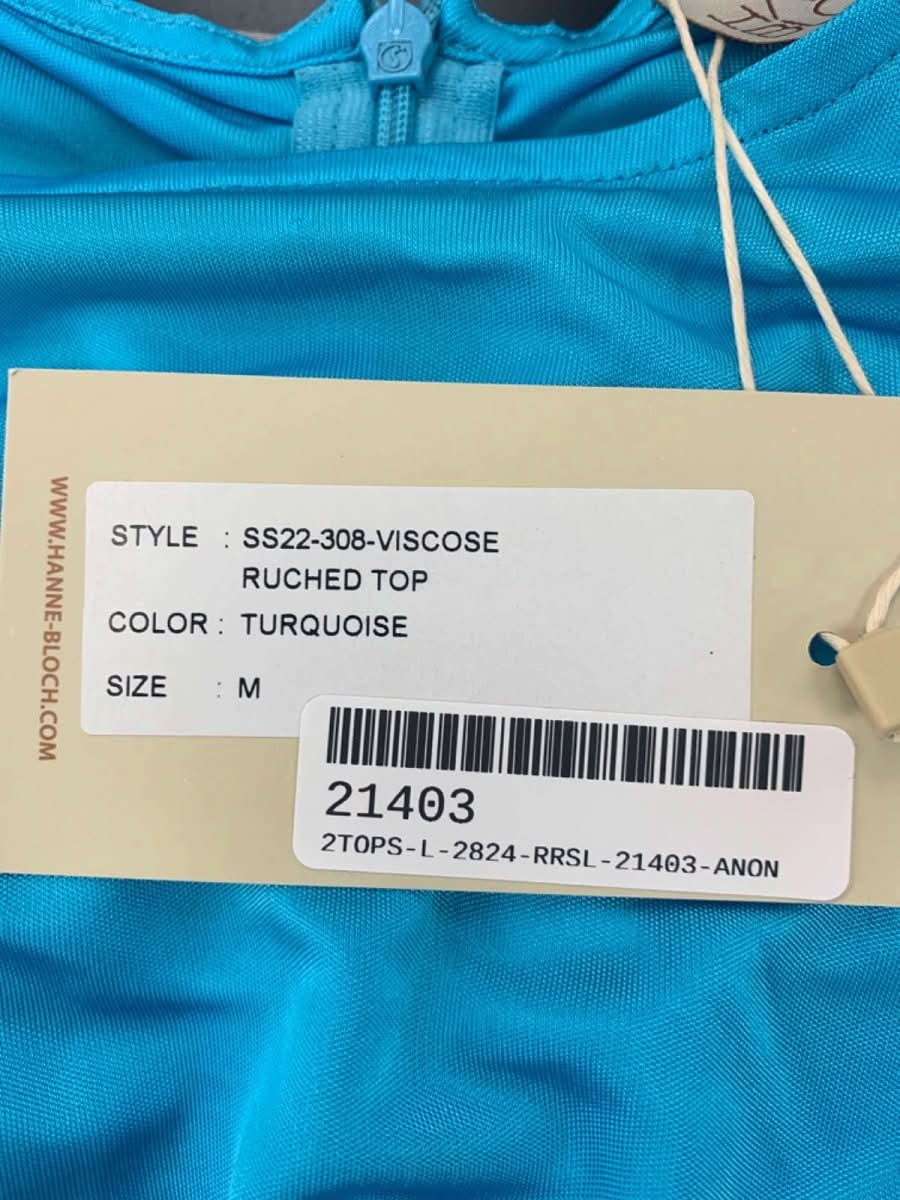 WWW.HANNE-BLOCH.COM
STYLE : SS22-308-VISCOSE
RUCHED TOP
COLOR : TURQUOISE
SIZE : M
21403
2TOPS-L-2824-RRSL-21403-ANON